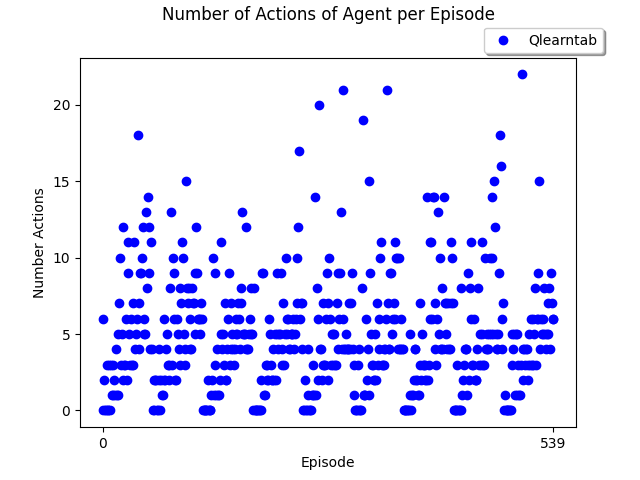 Number of Actions of Agent per Episode
Qlearntab
20
15
10
5
0
Number Actions
0
539
Episode